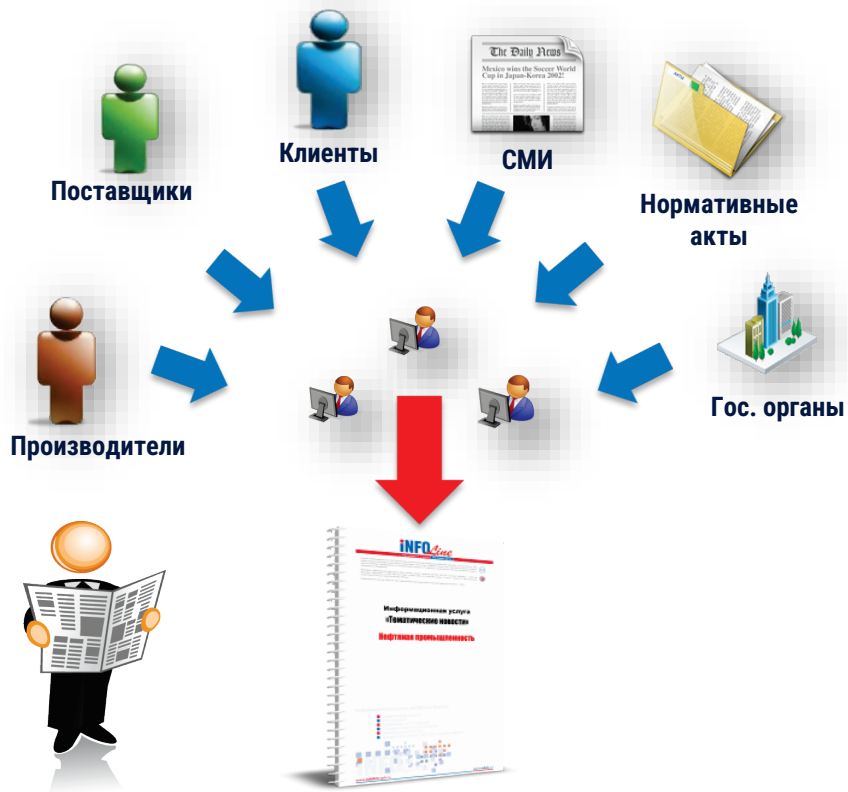 The Daily News
Mexico wins the Soccer World
Cup in Japan-Korea 2002!
Клиенты
СМИ
Поставщики
Нормативные
акты
Гос. органы
Производители
iNFOLine
Информационная услуга
«Тематические новости»
Нефтяная промышленность